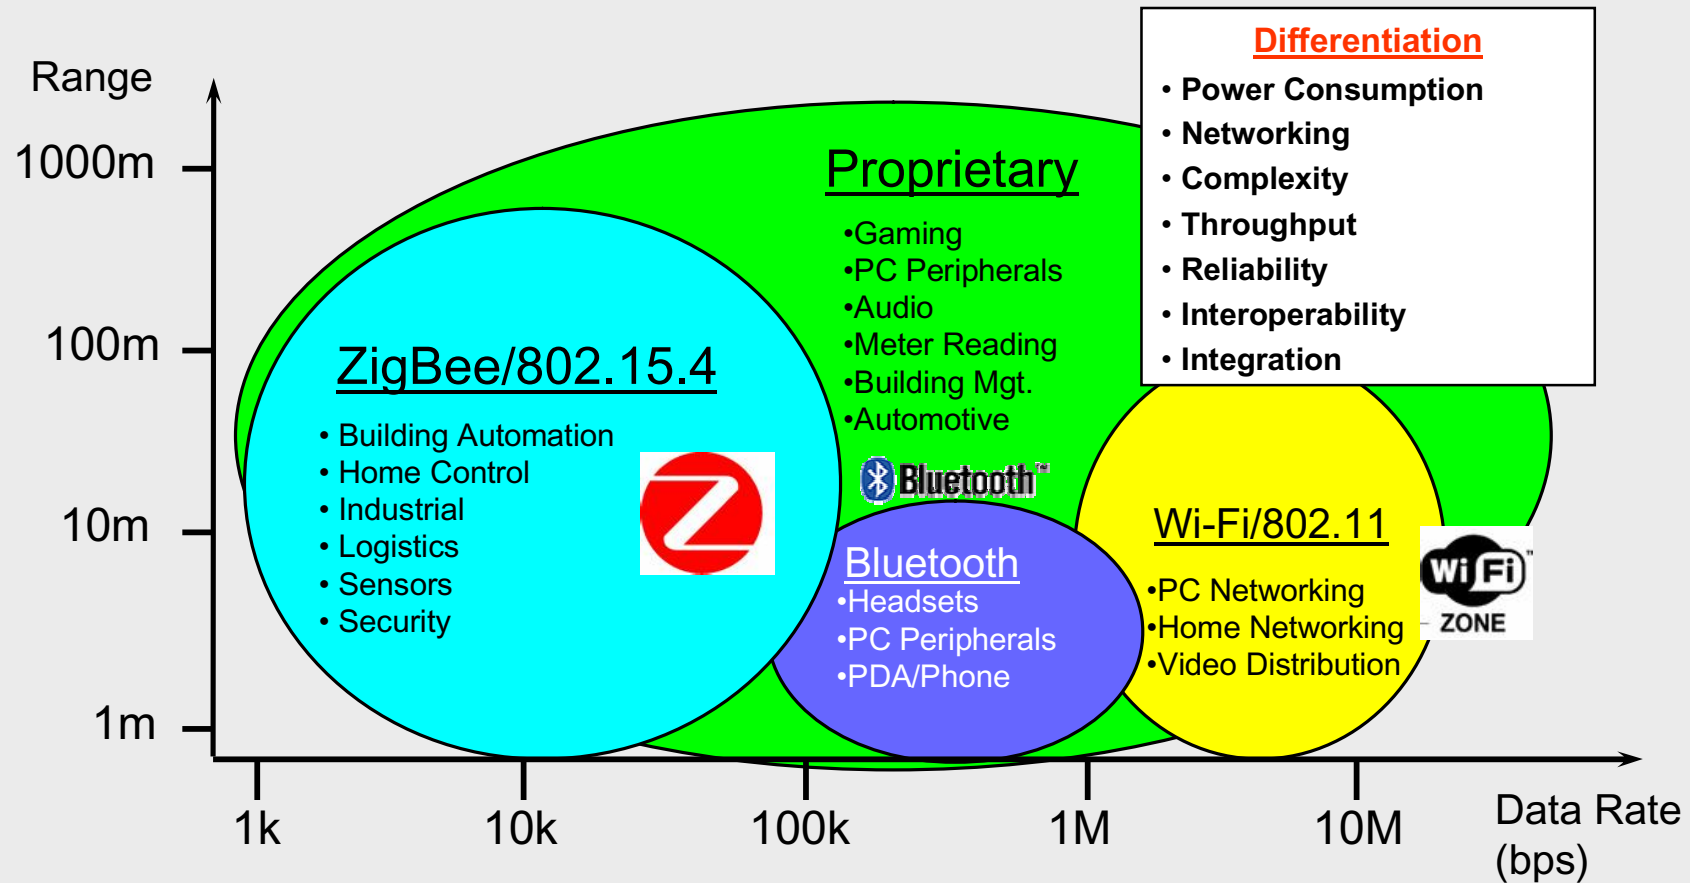 Differentiation
• Power Consumption
• Networking
• Complexity
• Throughput
• Reliability
• Interoperability
• Integration
Range
1000m
100m
10m
1m
Proprietary
•Gaming
•PC Peripherals
•Audio
•Meter Reading
•Building Mgt.
•Automotive
ZigBee/802.15.4
• Building Automation
• Home Control
• Industrial
• Logistics
• Sensors
• Security
Bluetooth™
Bluetooth
•Headsets
•PC Peripherals
•PDA/Phone
Wi-Fi/802.11
•PC Networking
•Home Networking
•Video Distribution
Wi Fi™
ZONE
1k
10k
100k
1M
10M
Data Rate
(bps)